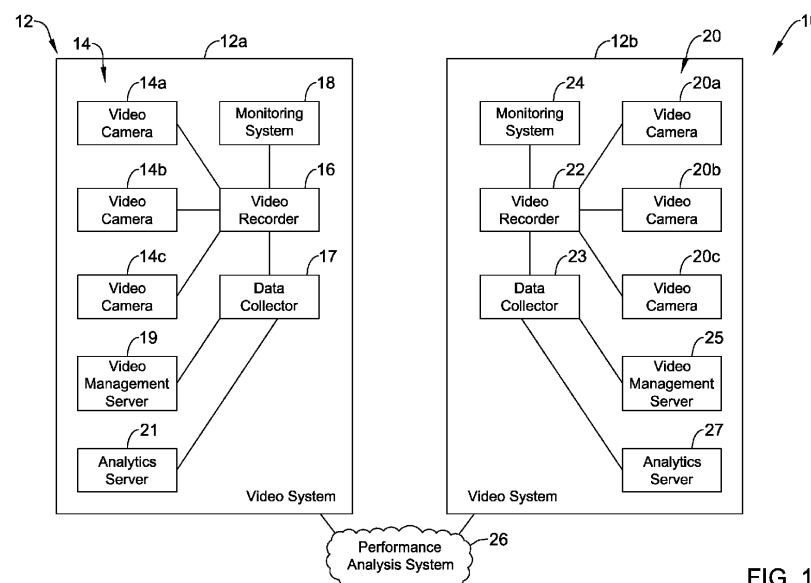 12
12a
12b
10
14
20
14a
Video
Camera
18
Monitoring
System
24
Monitoring
System
20a
Video
Camera
14b
Video
Camera
16
Video
Recorder
22
Video
Recorder
20b
Video
Camera
14c
Video
Camera
17
Data
Collector
23
Data
Collector
20c
Video
Camera
19
Video
Management
Server
25
Video
Management
Server
21
Analytics
Server
27
Analytics
Server
Video System
Video System
Performance
Analysis System
26
FIG. 1